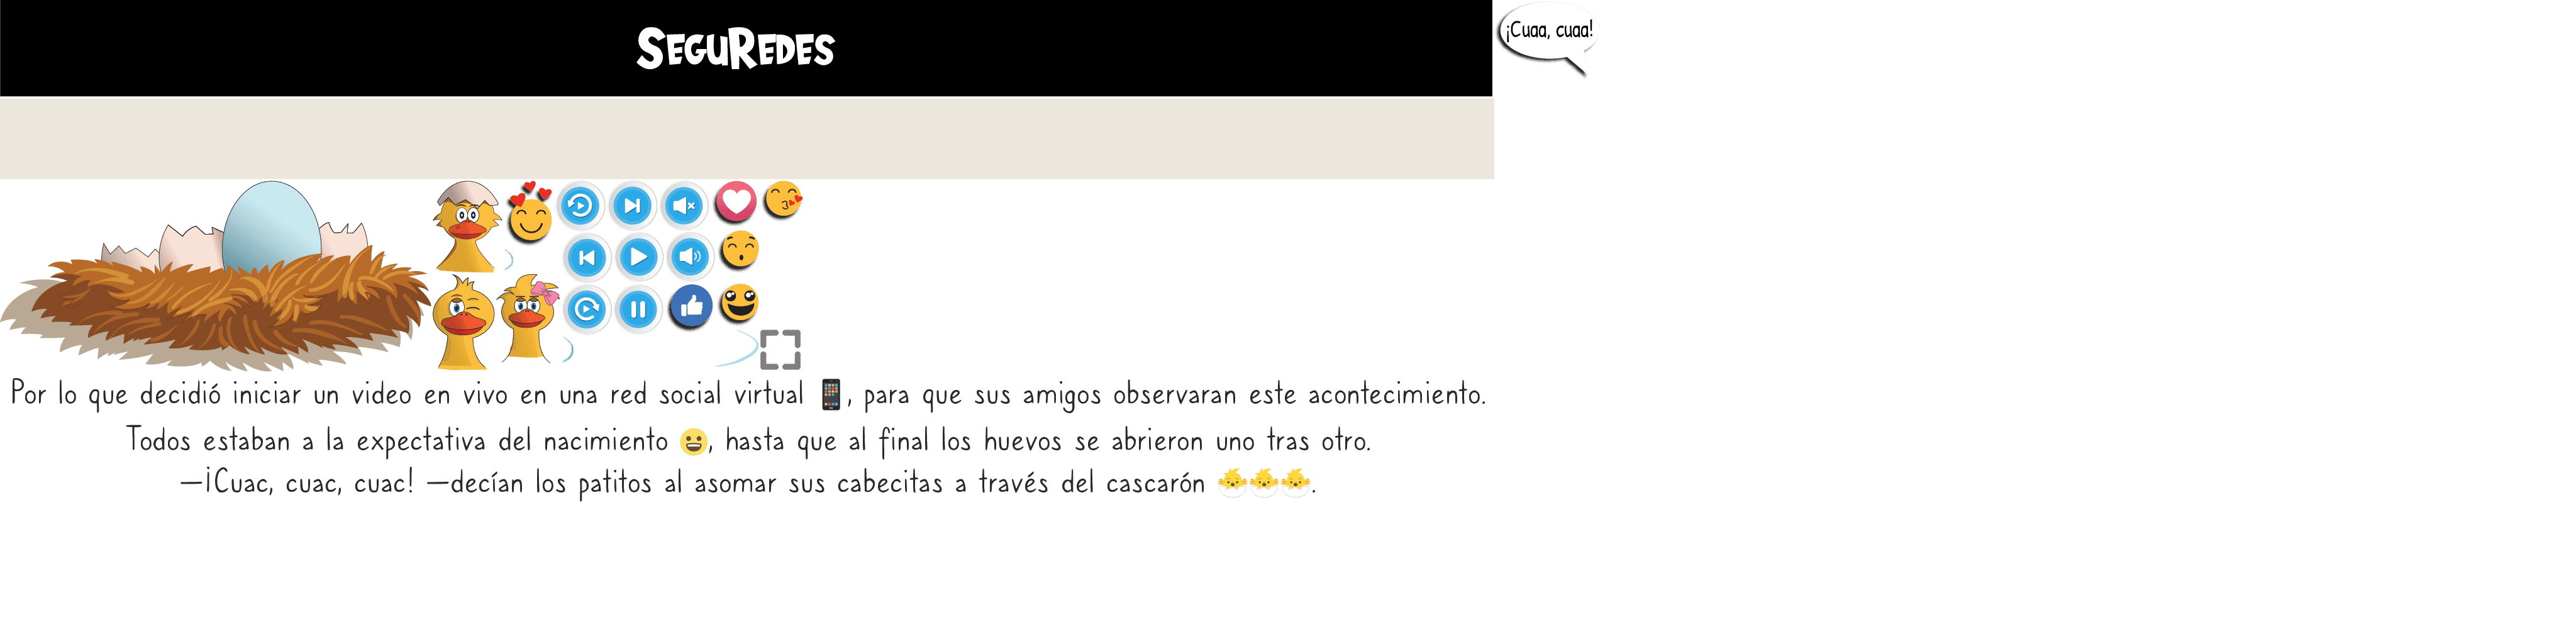 SEGUREDES
¡Cuaa, cuaa!
Por lo que decidió iniciar un video en vivo en una red social virtual 📱, para que sus amigos observaran este acontecimiento.
Todos estaban a la expectativa del nacimiento 😀, hasta que al final los huevos se abrieron uno tras otro.
—¡Cuac, cuac, cuac! —decían los patitos al asomar sus cabecitas a través del cascarón 🐣🐣🐣.